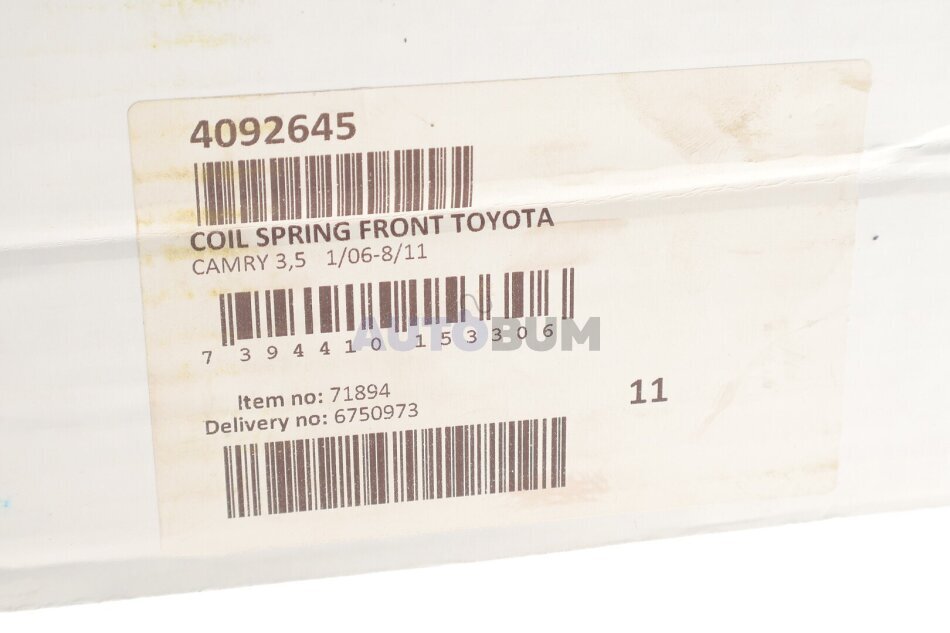 4092645
COIL SPRING FRONT TOYOTA
CAMRY 3,5 1/06-8/11
7 394410 153306
AUTOBUM
Item no: 71894
11
Delivery no: 6750973